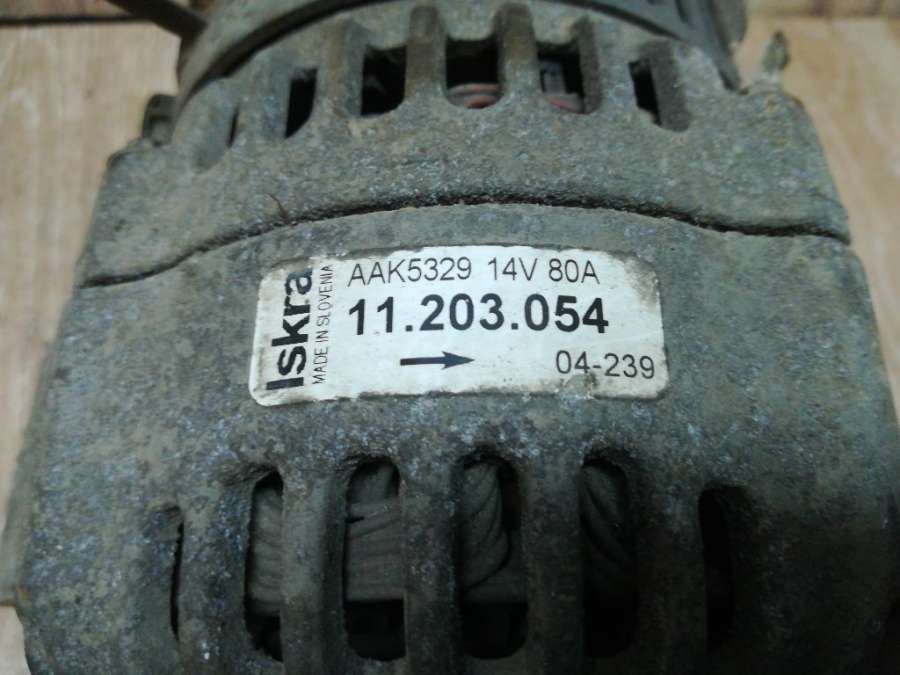 Iskra
MADE IN SLOVENIA
AAK5329 14V 80A
11.203.054
04-239